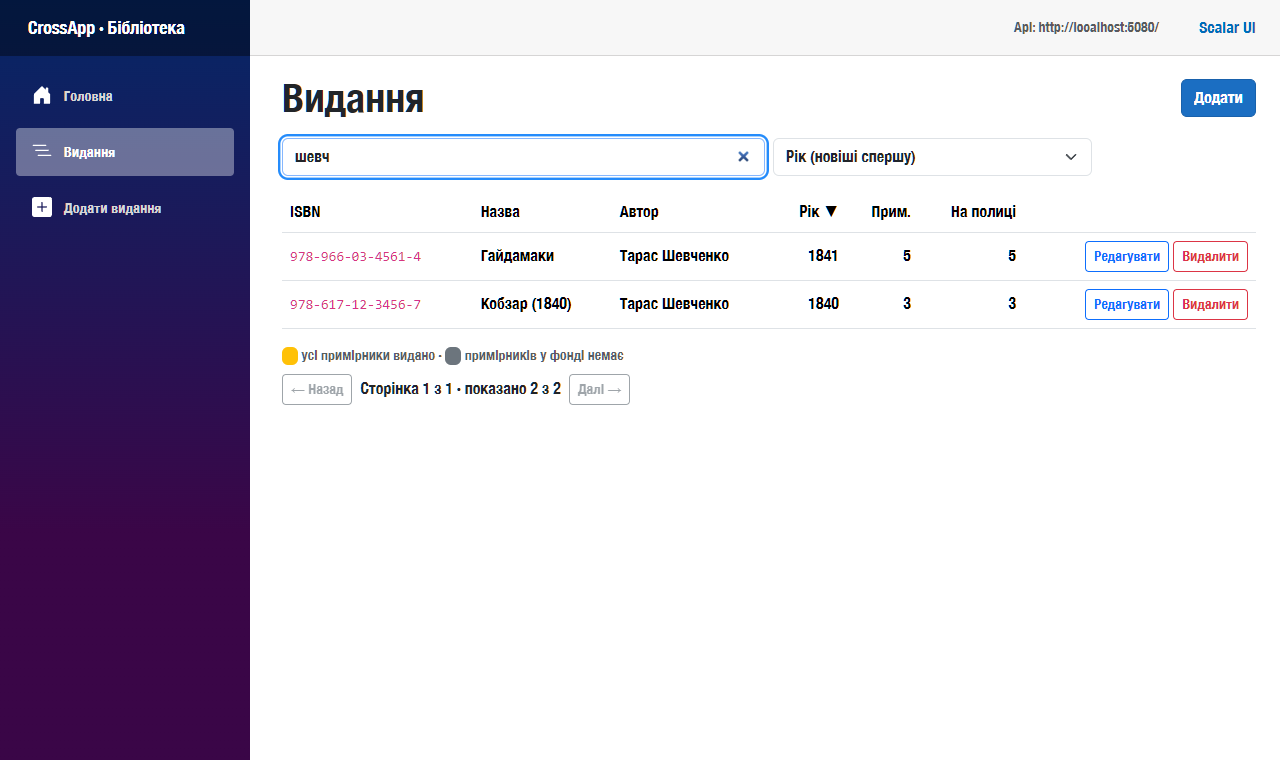 CrossApp • Бібліотека
Api: http://localhost:5080/ Scalar UI
Головна
Видання
Додати видання
Видання
Додати
шевч
Рік (новіші спершу)
ISBN Назва Автор Рік ▼ Прим. На полиці
978-966-03-4561-4 Гайдамаки Тарас Шевченко 1841 5 5 Редагувати Видалити
978-617-12-3456-7 Кобзар (1840) Тарас Шевченко 1840 3 3 Редагувати Видалити
усі примірники видано · примірників у фонді немає
← Назад Сторінка 1 з 1 • показано 2 з 2 Далі →